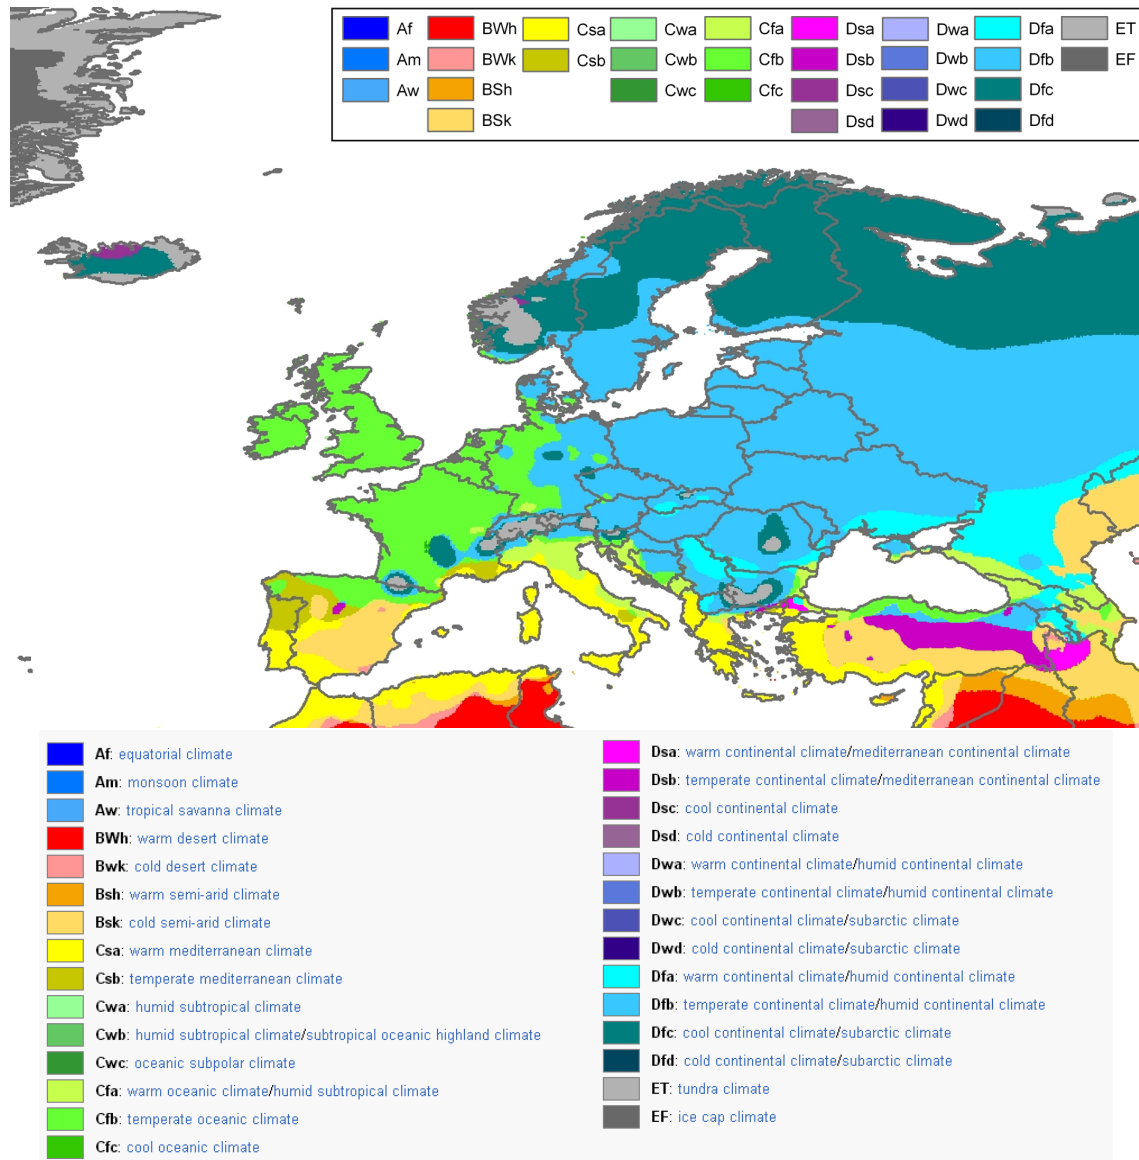 Af BWh Csa Cwa Cfa Dsa Dwa Dfa ET
Am BWk Csb Cwb Cfb Dsb Dwb Dfb EF
Aw BSh Cwc Cfc Dsc Dwc Dfc
BSk Dsd Dwd Dfd
Af: equatorial climate
Am: monsoon climate
Aw: tropical savanna climate
BWh: warm desert climate
Bwk: cold desert climate
Bsh: warm semi-arid climate
Bsk: cold semi-arid climate
Csa: warm mediterranean climate
Csb: temperate mediterranean climate
Cwa: humid subtropical climate
Cwb: humid subtropical climate/subtropical oceanic highland climate
Cwc: oceanic subpolar climate
Cfa: warm oceanic climate/humid subtropical climate
Cfb: temperate oceanic climate
Cfc: cool oceanic climate
Dsa: warm continental climate/mediterranean continental climate
Dsb: temperate continental climate/mediterranean continental climate
Dsc: cool continental climate
Dsd: cold continental climate
Dwa: warm continental climate/humid continental climate
Dwb: temperate continental climate/humid continental climate
Dwc: cool continental climate/subarctic climate
Dwd: cold continental climate/subarctic climate
Dfa: warm continental climate/humid continental climate
Dfb: temperate continental climate/humid continental climate
Dfc: cool continental climate/subarctic climate
Dfd: cold continental climate/subarctic climate
ET: tundra climate
EF: ice cap climate